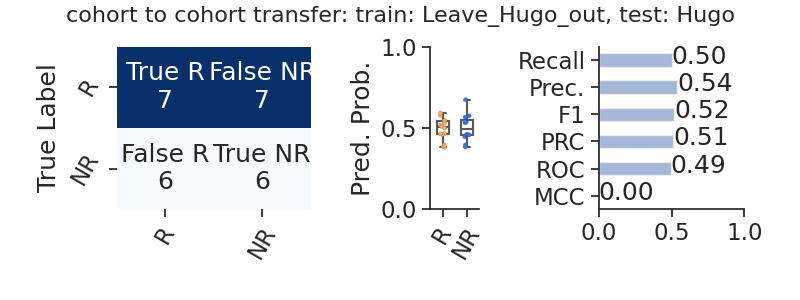 cohort to cohort transfer: train: Leave_Hugo_out, test: Hugo
True Label
R
NR
True R
7
False NR
7
False R
6
True NR
6
R
NR
Pred. Prob.
1.0
0.5
0.0
R
NR
Recall 0.50
Prec. 0.54
F1 0.52
PRC 0.51
ROC 0.49
MCC 0.00
0.0 0.5 1.0